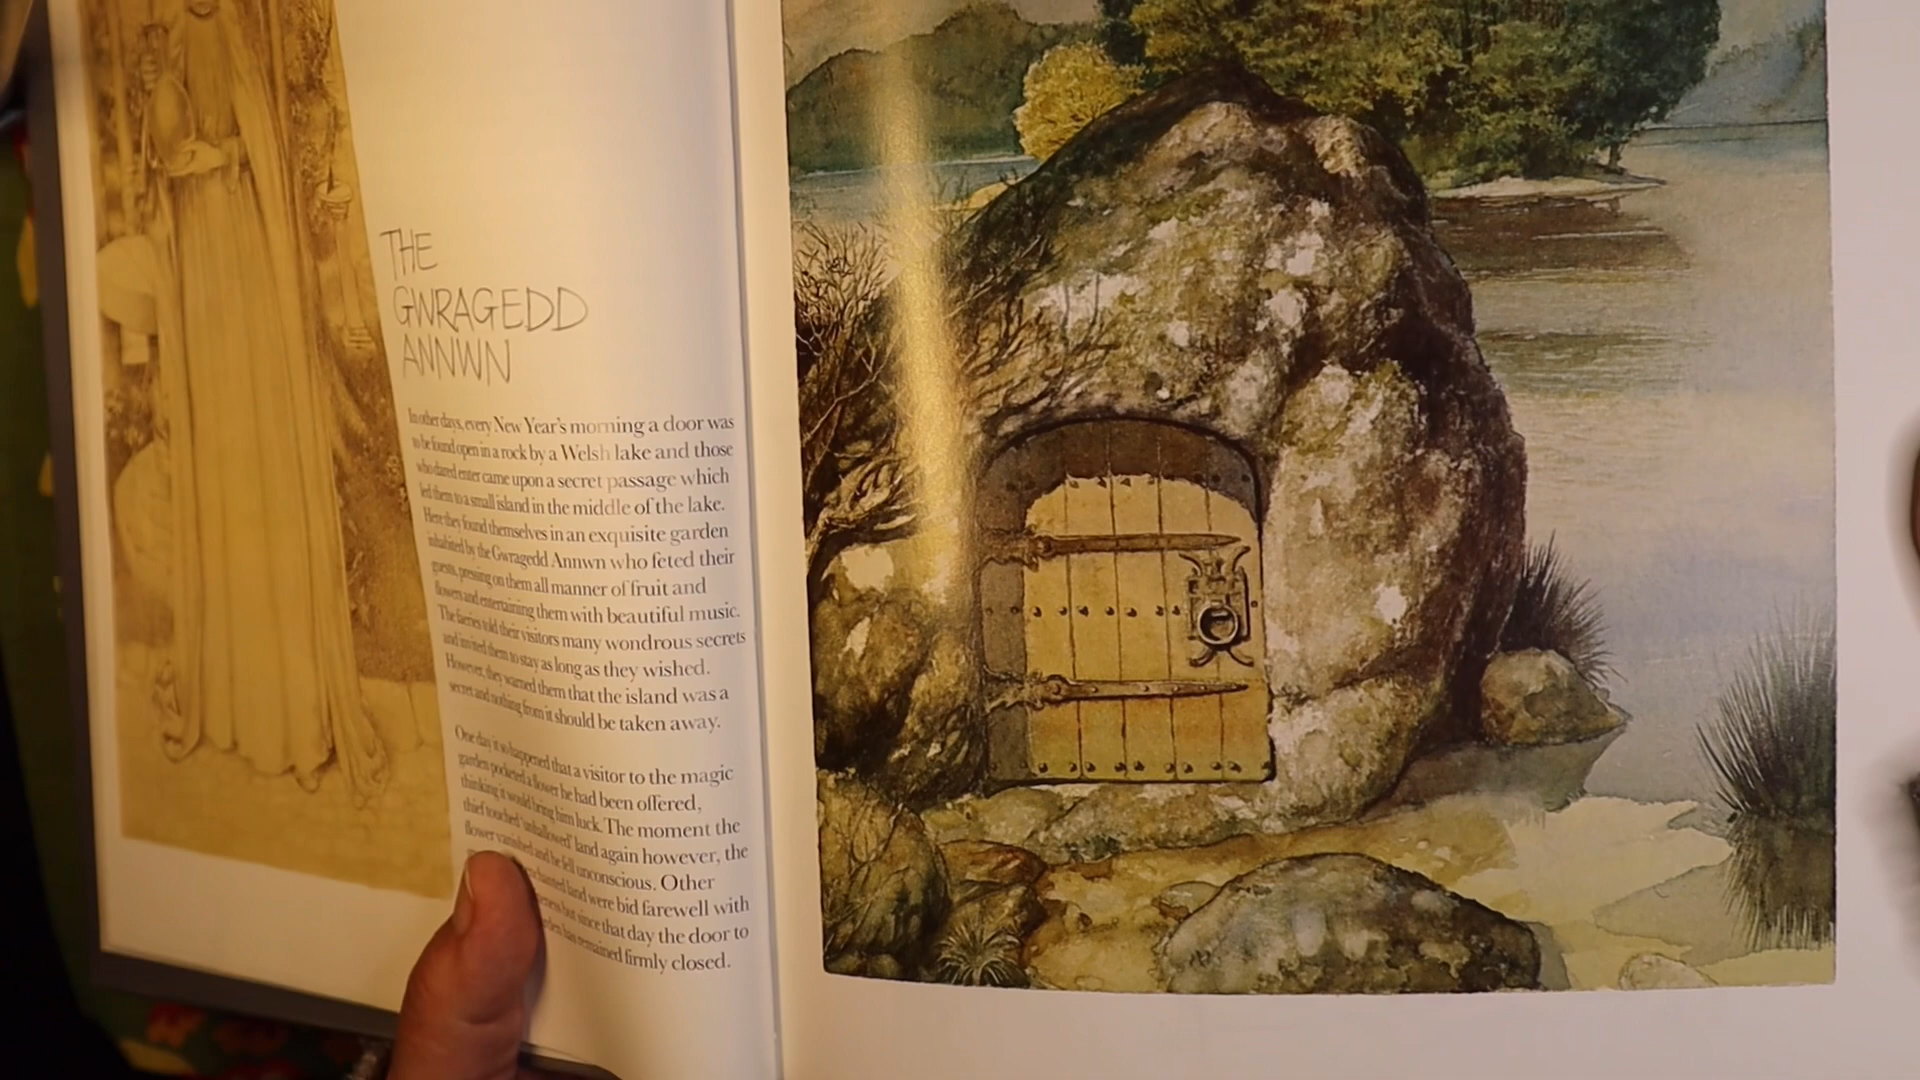 THE
GWRAGEDD
ANNWN
In other days, every New Year's morning a door was
to be found open in a rock by a Welsh lake and those
who dared enter came upon a secret passage which
led them to a small island in the middle of the lake.
Here they found themselves in an exquisite garden
inhabited by the Gwragedd Annwn who feted their
guests, pressing on them all manner of fruit and
flowers and entertaining them with beautiful music.
The faeries told their visitors many wondrous secrets
and invited them to stay as long as they wished.
However, they warned them that the island was a
secret and nothing from it should be taken away.
One day it so happened that a visitor to the magic
garden pocketed a flower he had been offered,
thinking it would bring him luck. The moment the
thief touched 'unhallowed' land again however, the
flower vanished and he fell unconscious. Other
enchanted land were bid farewell with
but since that day the door to
has remained firmly closed.